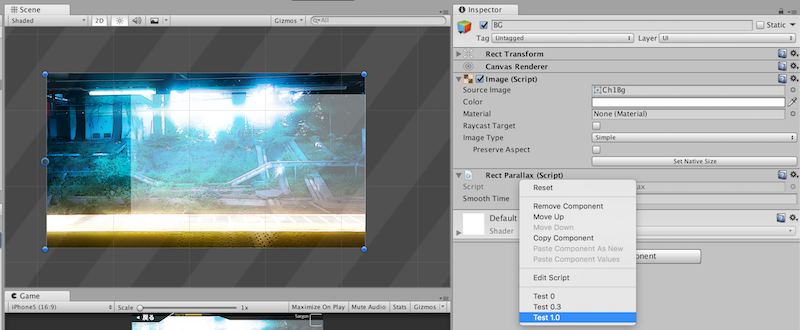 Scene
Shaded
2D
Gizmos
All
Inspector
BG
Static
Tag
Untagged
Layer
UI
Rect Transform
Canvas Renderer
Image (Script)
Source Image
Ch1Bg
Color
Material
None (Material)
Raycast Target
Image Type
Simple
Preserve Aspect
Set Native Size
Rect Parallax (Script)
Script
Smooth Time
Default
Shader
Reset
Remove Component
Move Up
Move Down
Copy Component
Paste Component As New
Paste Component Values
Edit Script
Test 0
Test 0.3
Test 1.0
Game
iPhone5 (16:9)
Scale
1x
Maximize On Play
Mute Audio
Stats
Gizmos
戻る